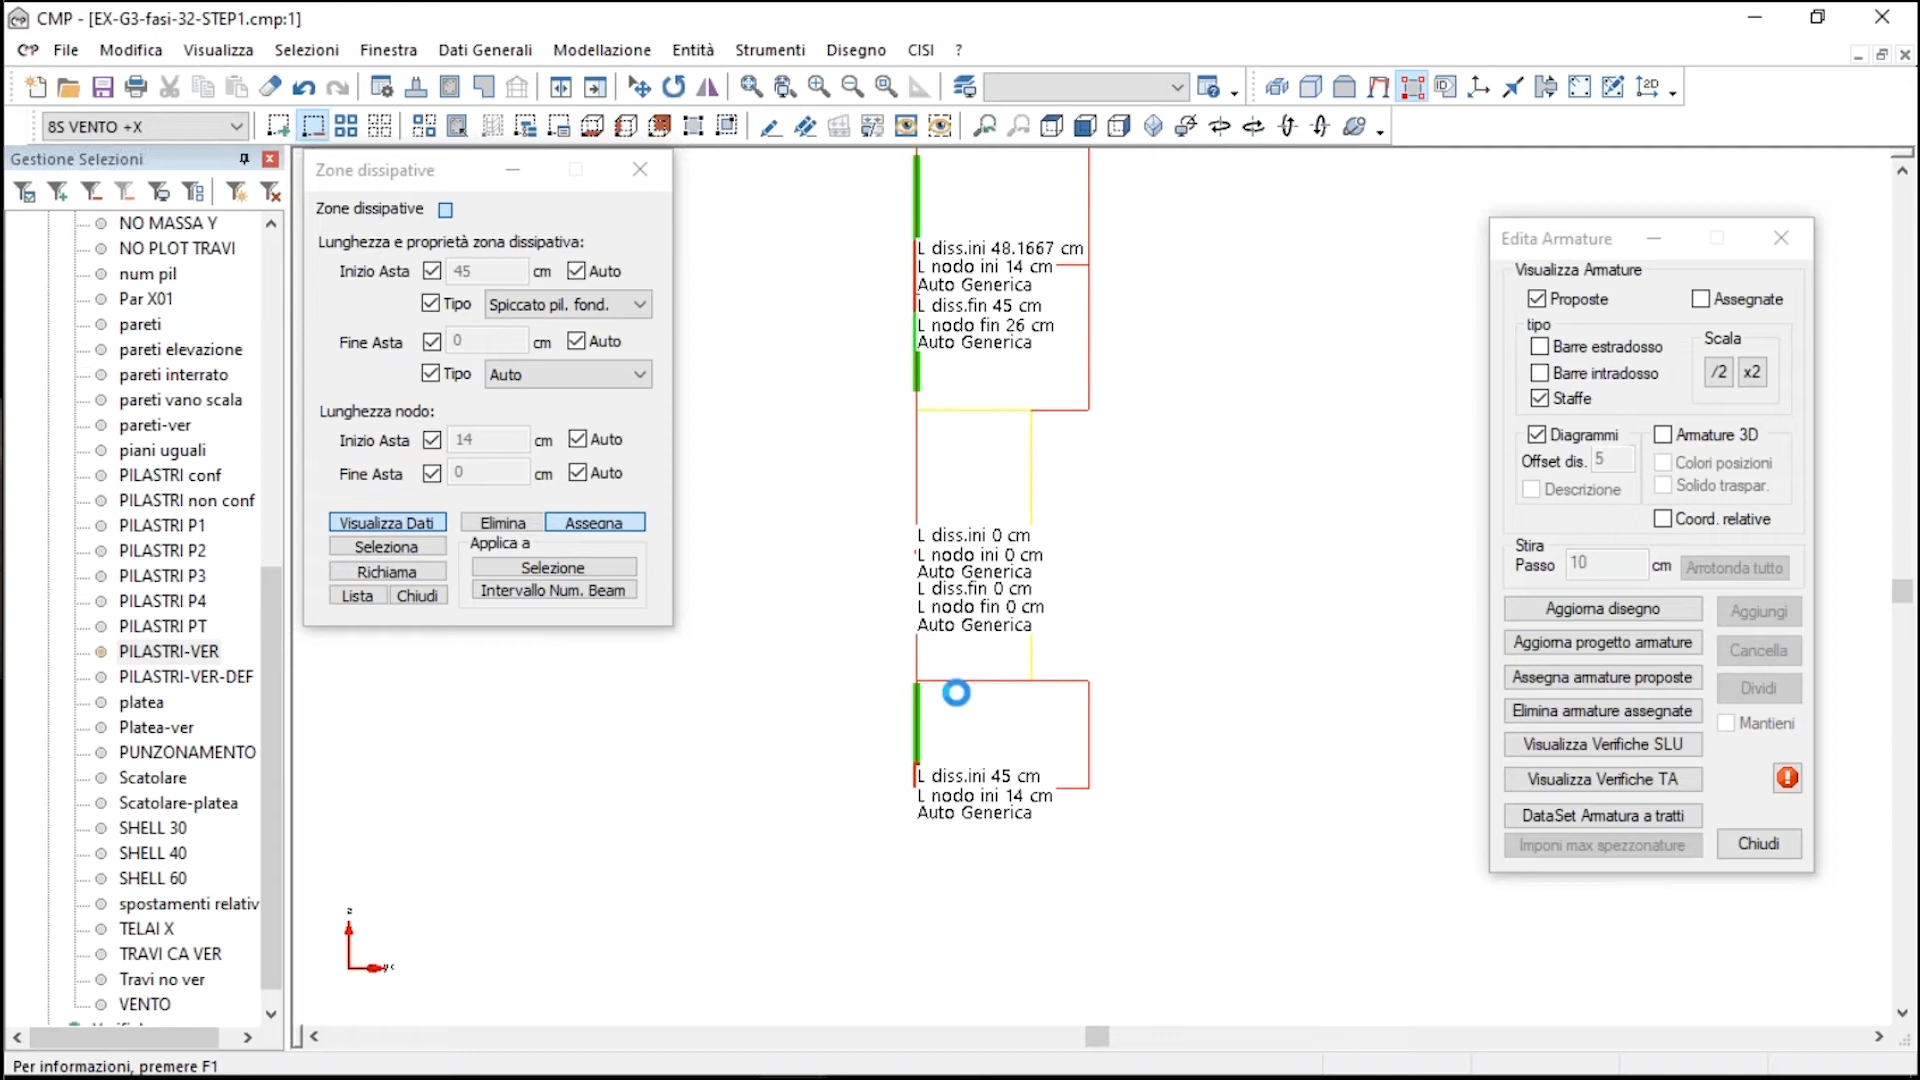 CMP - [EX-G3-fasi-32-STEP1.cmp:1]
File Modifica Visualizza Selezioni Finestra Dati Generali Modellazione Entità Strumenti Disegno CISI ?
2D
8S VENTO +X
Gestione Selezioni
NO MASSA Y
NO PLOT TRAVI
num pil
Par X01
pareti
pareti elevazione
pareti interrato
pareti vano scala
pareti-ver
piani uguali
PILASTRI conf
PILASTRI non conf
PILASTRI P1
PILASTRI P2
PILASTRI P3
PILASTRI P4
PILASTRI PT
PILASTRI-VER
PILASTRI-VER-DEF
platea
Platea-ver
PUNZONAMENTO
Scatolare
Scatolare-platea
SHELL 30
SHELL 40
SHELL 60
spostamenti relativ
TELAI X
TRAVI CA VER
Travi no ver
VENTO
Zone dissipative
Zone dissipative
Lunghezza e proprietà zona dissipativa:
Inizio Asta 45 cm Auto
Tipo Spiccato pil. fond.
Fine Asta 0 cm Auto
Tipo Auto
Lunghezza nodo:
Inizio Asta 14 cm Auto
Fine Asta 0 cm Auto
Visualizza Dati Elimina Assegna
Seleziona Applica a
Richiama Selezione
Lista Chiudi Intervallo Num. Beam
L diss.ini 48.1667 cm
L nodo ini 14 cm
Auto Generica
L diss.fin 45 cm
L nodo fin 26 cm
Auto Generica
L diss.ini 0 cm
L nodo ini 0 cm
Auto Generica
L diss.fin 0 cm
L nodo fin 0 cm
Auto Generica
L diss.ini 45 cm
L nodo ini 14 cm
Auto Generica
z
Edita Armature
Visualizza Armature
Proposte Assegnate
tipo
Barre estradosso
Barre intradosso
Staffe
Scala
/2 x2
Diagrammi Armature 3D
Offset dis. 5 Colori posizioni
Descrizione Solido traspar.
Coord. relative
Stira
Passo 10 cm Arrotonda tutto
Aggiorna disegno Aggiungi
Aggiorna progetto armature Cancella
Assegna armature proposte Dividi
Elimina armature assegnate Mantieni
Visualizza Verifiche SLU
Visualizza Verifiche TA
DataSet Armatura a tratti
Imponi max spezzonature Chiudi
Per informazioni, premere F1